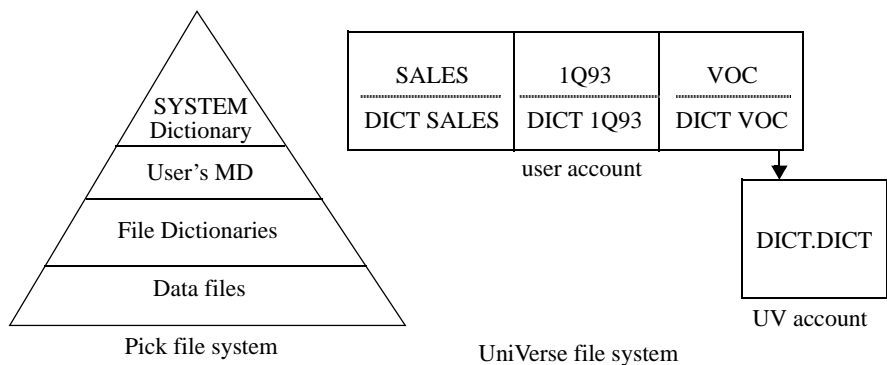 SYSTEM
Dictionary
User's MD
File Dictionaries
Data files
Pick file system
SALES
DICT SALES
1Q93
DICT 1Q93
VOC
DICT VOC
user account
DICT.DICT
UV account
UniVerse file system